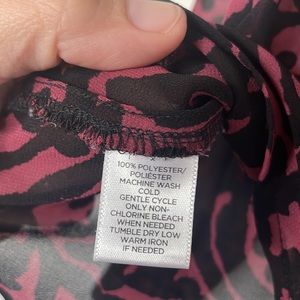 100% POLYESTER/
POLIÉSTER
MACHINE WASH
COLD
GENTLE CYCLE
ONLY NON-
CHLORINE BLEACH
WHEN NEEDED
TUMBLE DRY LOW
WARM IRON
IF NEEDED